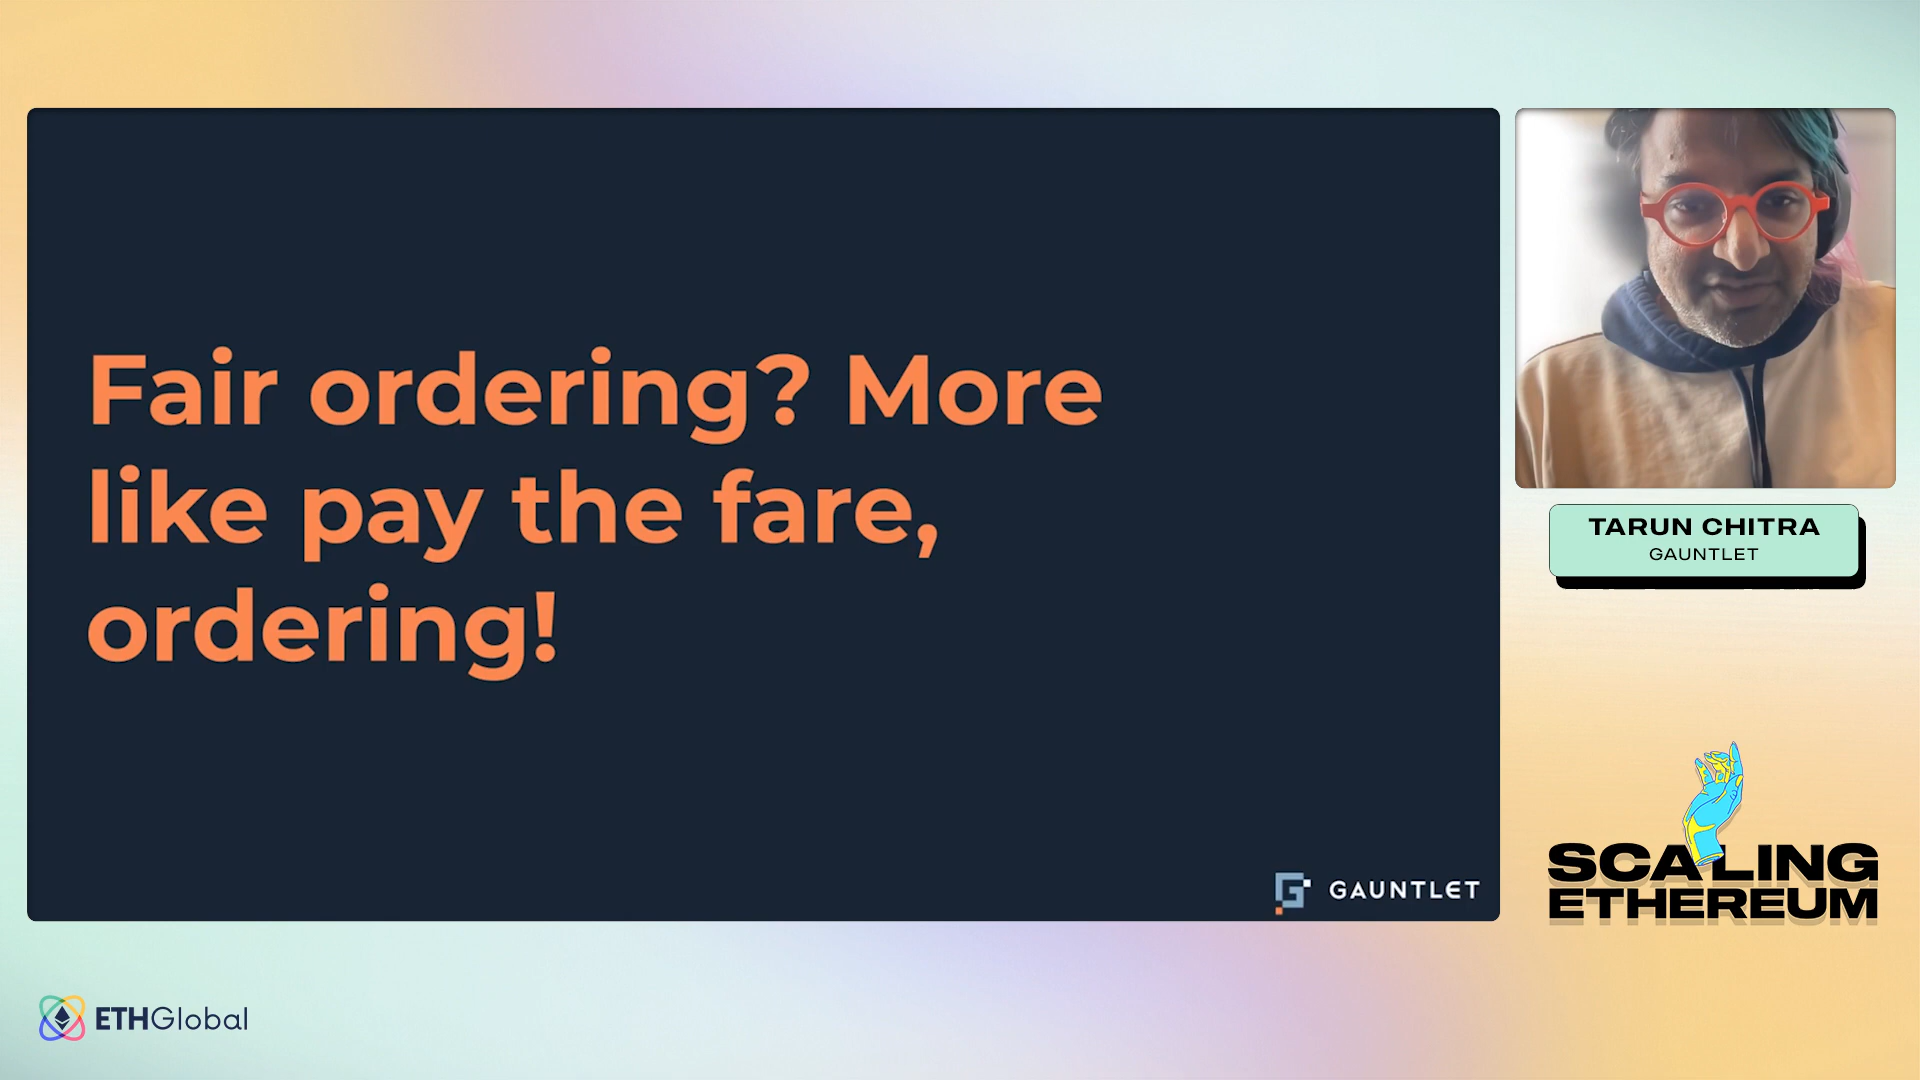 Fair ordering? More
like pay the fare,
ordering!
GAUNTLET
TARUN CHITRA
GAUNTLET
SCALING
ETHEREUM
ETHGlobal